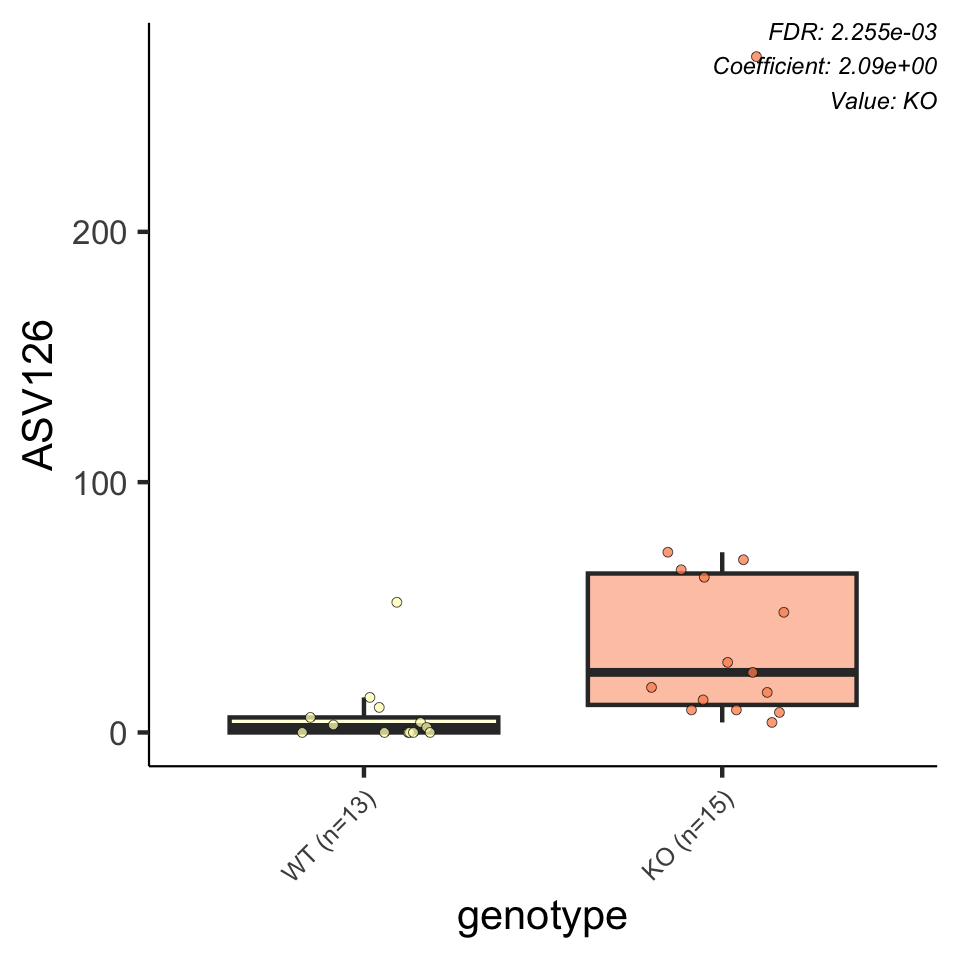 FDR: 2.255e-03
Coefficient: 2.09e+00
Value: KO
200
100
0
ASV126
WT (n=13)
KO (n=15)
genotype